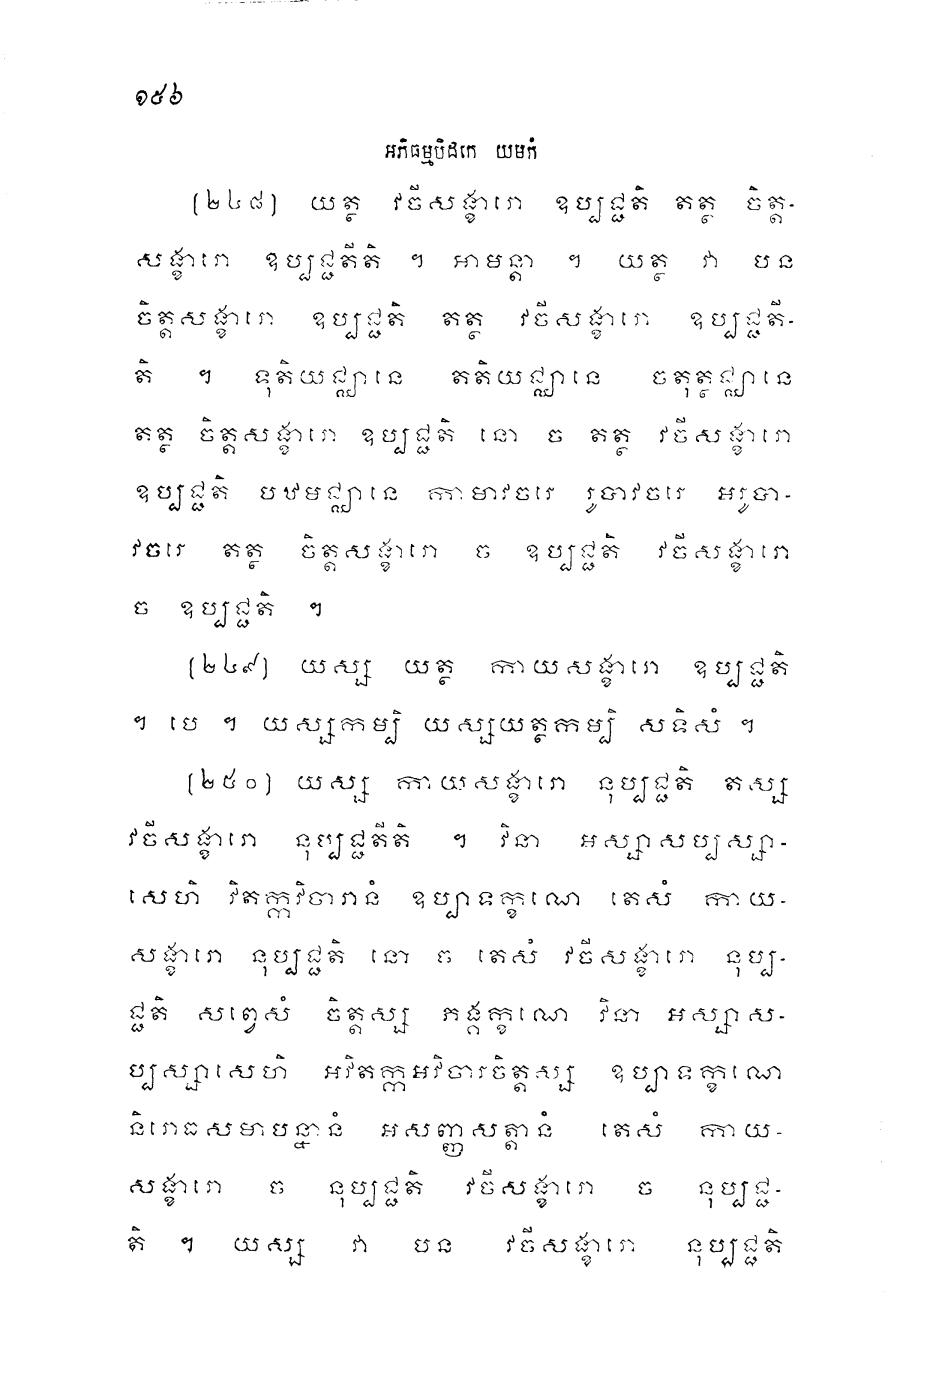 ១៥៦
អភិធម្មបិដកេ យមកំ
(២៤៨) យត្ថ វចីសង្ខារោ ឧប្បជ្ជតិ តត្ថ ចិត្ត-
សង្ខារោ ឧប្បជ្ជតីតិ ។ អាមន្តា ។ យត្ថ វា បន
ចិត្តសង្ខារោ ឧប្បជ្ជតិ តត្ថ វចីសង្ខារោ ឧប្បជ្ជតី-
តិ ។ ទុតិយជ្ឈានេ តតិយជ្ឈានេ ចតុត្ថជ្ឈានេ
តត្ថ ចិត្តសង្ខារោ ឧប្បជ្ជតិ នោ ច តត្ថ វចីសង្ខារោ
ឧប្បជ្ជតិ បឋមជ្ឈានេ កាមាវចរេ រូបាវចរេ អរូបា-
វចរេ តត្ថ ចិត្តសង្ខារោ ច ឧប្បជ្ជតិ វចីសង្ខារោ
ច ឧប្បជ្ជតិ ។
(២៤៩) យស្ស យត្ថ កាយសង្ខារោ ឧប្បជ្ជតិ
។ បេ ។ យស្សកម្បិ យស្សយត្ថកម្បិ សទិសំ ។
(២៥០) យស្ស កាយសង្ខារោ នុប្បជ្ជតិ តស្ស
វចីសង្ខារោ នុប្បជ្ជតីតិ ។ វិនា អស្សាសប្បស្សា-
សេហិ វិតក្កវិចារានំ ឧប្បាទក្ខណេ តេសំ កាយ-
សង្ខារោ នុប្បជ្ជតិ នោ ច តេសំ វចីសង្ខារោ នុប្ប-
ជ្ជតិ សព្វេសំ ចិត្តស្ស ភង្គក្ខណេ វិនា អស្សាស-
ប្បស្សាសេហិ អវិតក្កអវិចារចិត្តស្ស ឧប្បាទក្ខណេ
និរោធសមាបន្នានំ អសញ្ញសត្តានំ តេសំ កាយ-
សង្ខារោ ច នុប្បជ្ជតិ វចីសង្ខារោ ច នុប្បជ្ជ-
តិ ។ យស្ស វា បន វចីសង្ខារោ នុប្បជ្ជតិ